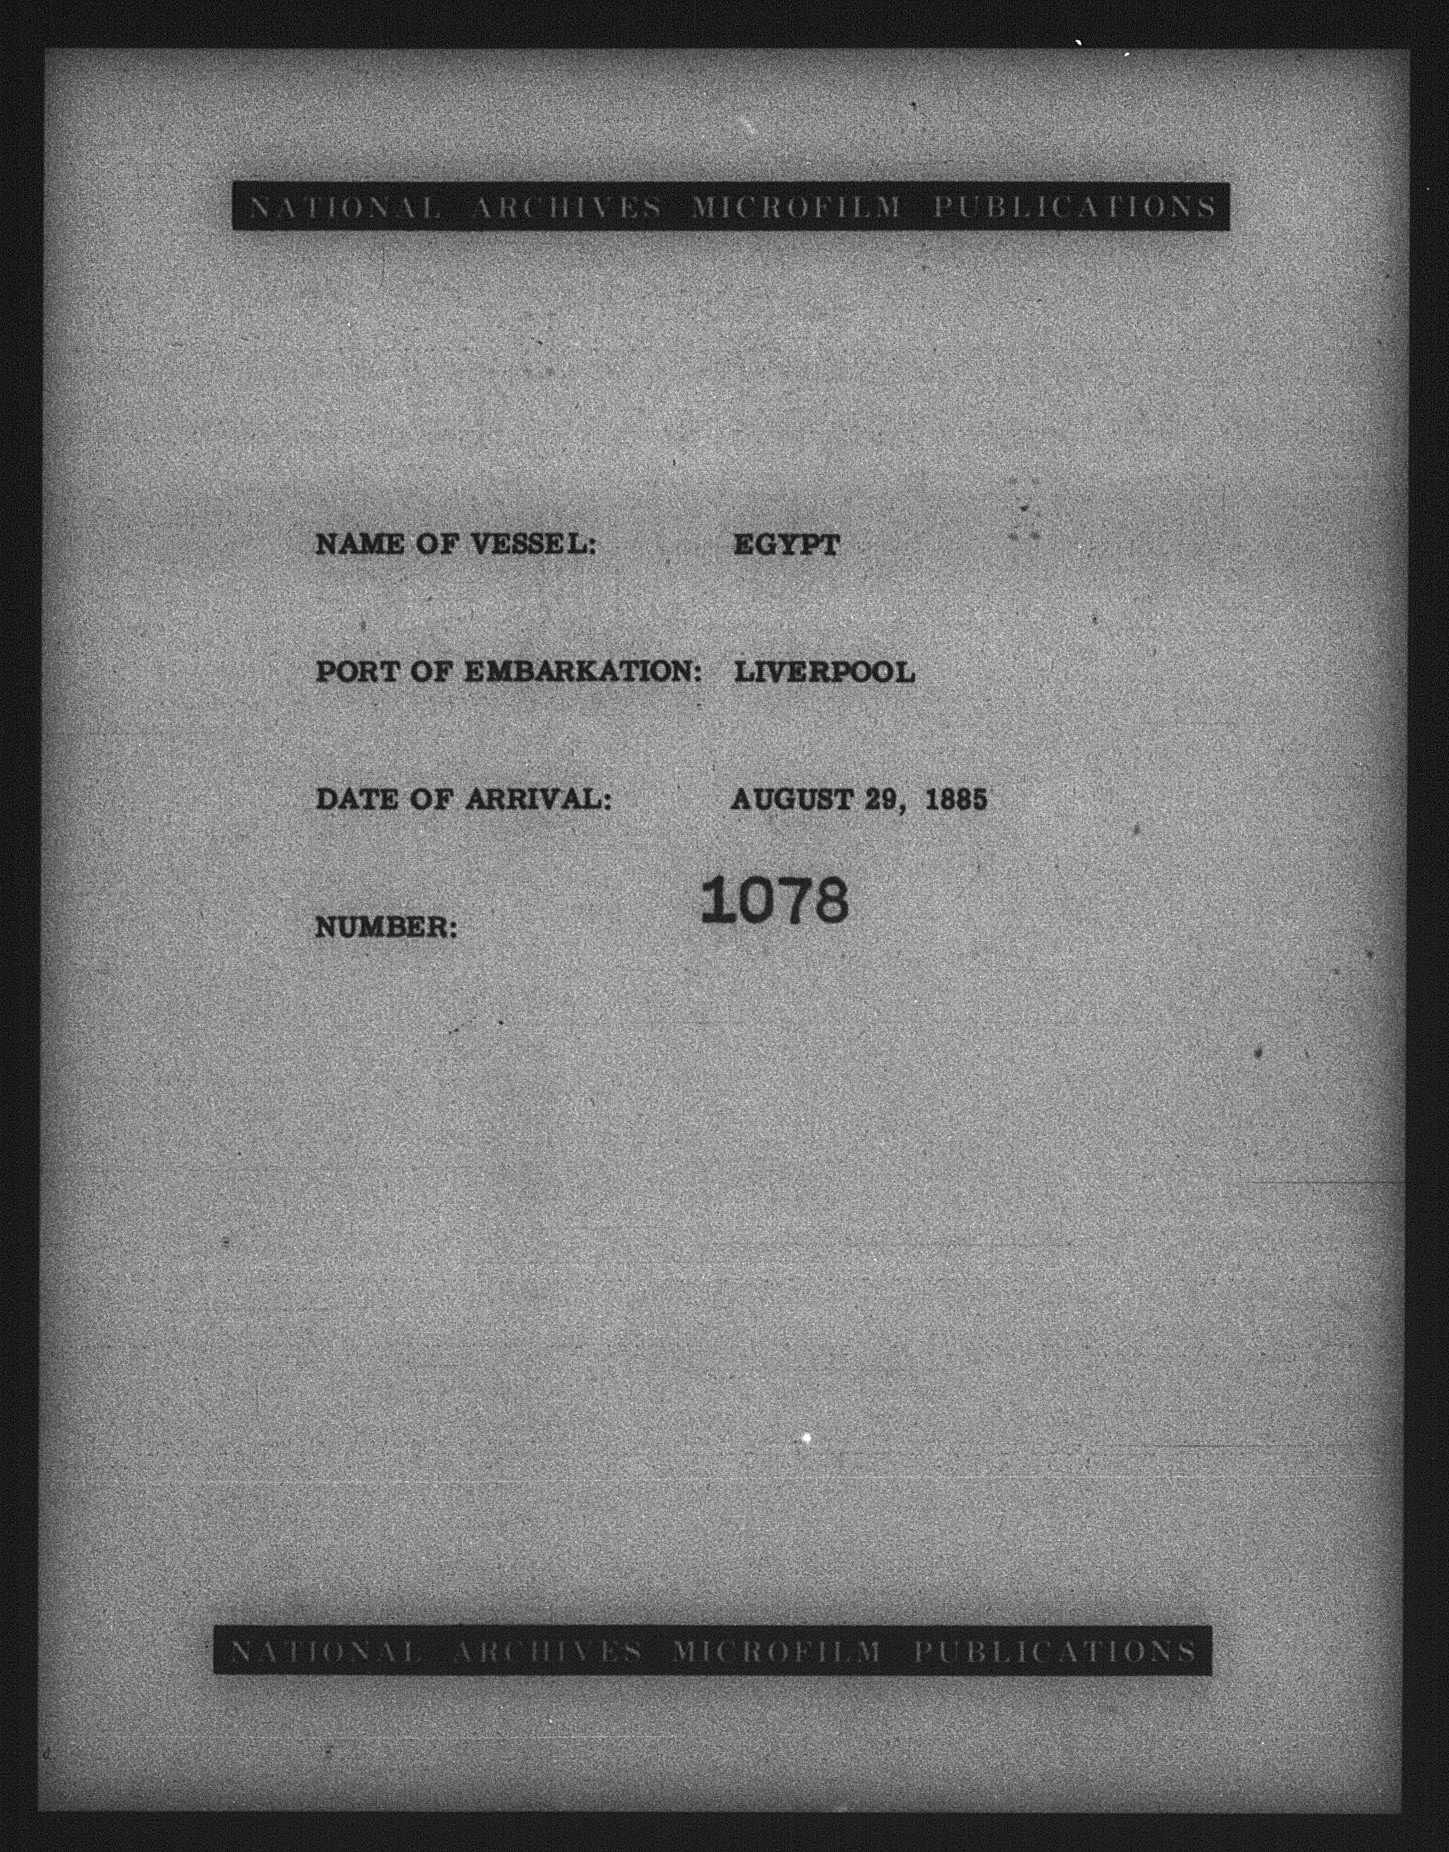 NATIONAL ARCHIVES MICROFILM PUBLICATIONS
NAME OF VESSEL: EGYPT
PORT OF EMBARKATION: LIVERPOOL
DATE OF ARRIVAL: AUGUST 29, 1885
NUMBER: 1078
NATIONAL ARCHIVES MICROFILM PUBLICATIONS